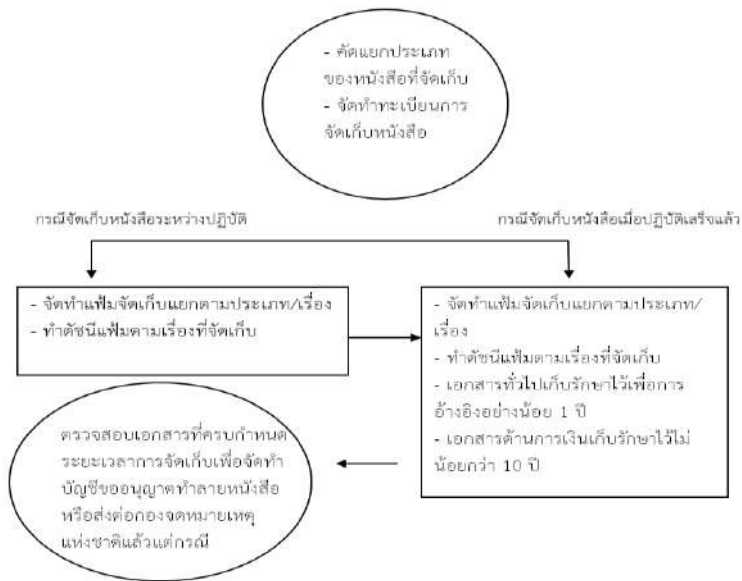 - คัดแยกประเภท
ของหนังสือที่จัดเก็บ
- จัดทำทะเบียนการ
จัดเก็บหนังสือ
กรณีจัดเก็บหนังสือระหว่างปฏิบัติ
กรณีจัดเก็บหนังสือเมื่อปฏิบัติเสร็จแล้ว
- จัดทำแฟ้มจัดเก็บแยกตามประเภท/เรื่อง
- ทำดัชนีแฟ้มตามเรื่องที่จัดเก็บ
- จัดทำแฟ้มจัดเก็บแยกตามประเภท/
เรื่อง
- ทำดัชนีแฟ้มตามเรื่องที่จัดเก็บ
- เอกสารทั่วไปเก็บรักษาไว้เพื่อการ
อ้างอิงอย่างน้อย 1 ปี
- เอกสารด้านการเงินเก็บรักษาไว้ไม่
น้อยกว่า 10 ปี
ตรวจสอบเอกสารที่ครบกำหนด
ระยะเวลาการจัดเก็บเพื่อจัดทำ
บัญชีขออนุญาตทำลายหนังสือ
หรือส่งต่อกองจดหมายเหตุ
แห่งชาติแล้วแต่กรณี